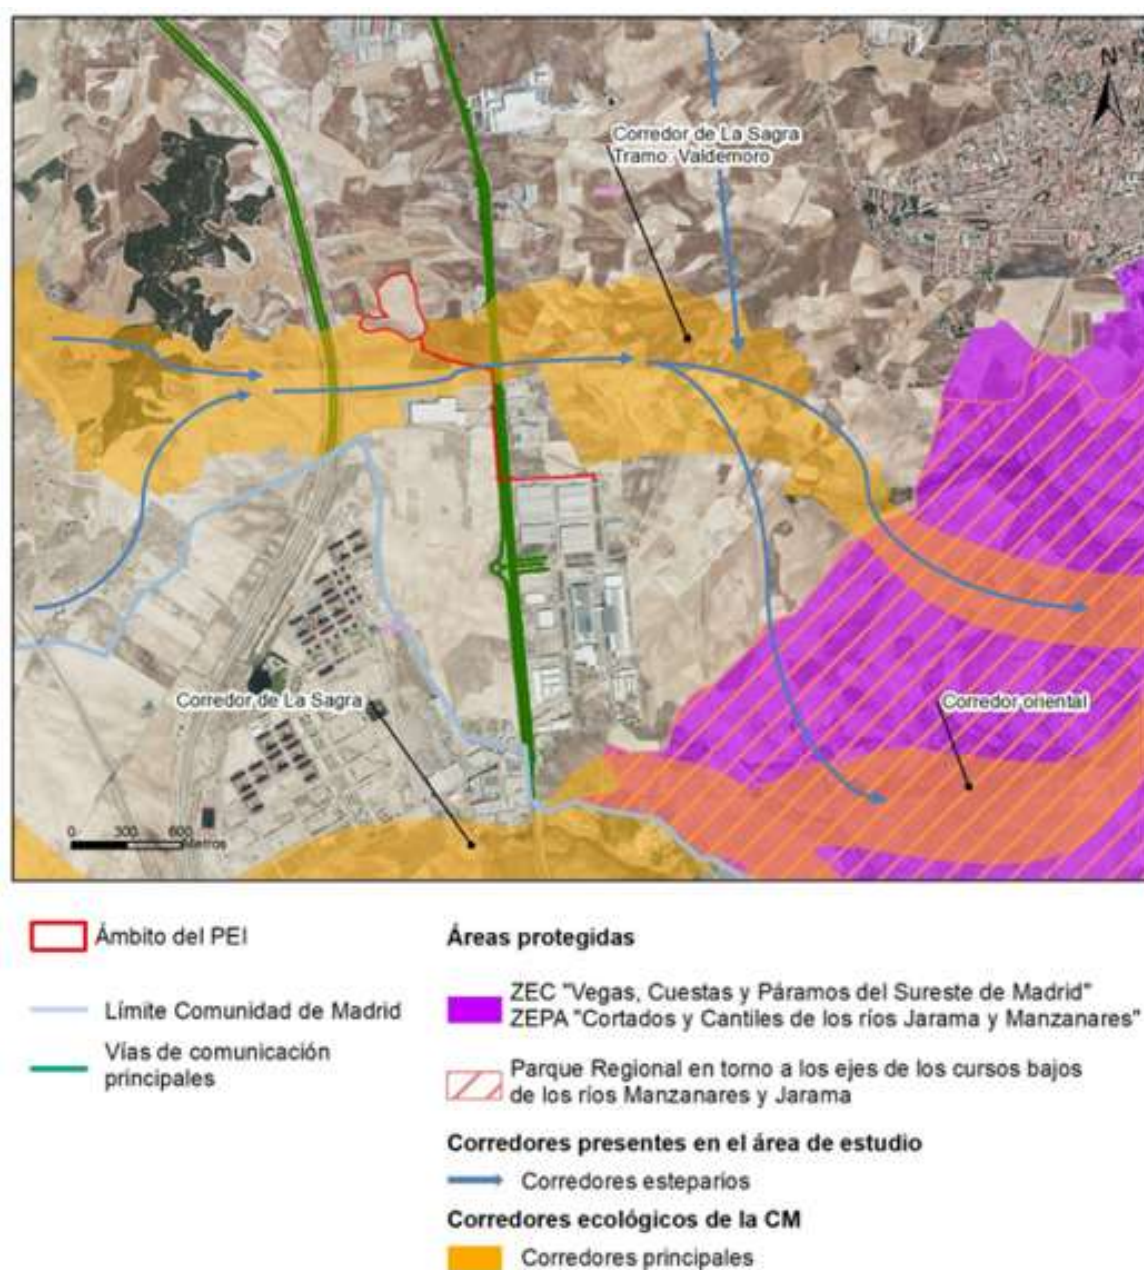 N
Corredor de La Sagra
Tramo: Valdemoro
Corredor de La Sagra
Corredor oriental
0 300 600
Metros
Ámbito del PEI
Límite Comunidad de Madrid
Vías de comunicación
principales
Áreas protegidas
ZEC "Vegas, Cuestas y Páramos del Sureste de Madrid"
ZEPA "Cortados y Cantiles de los ríos Jarama y Manzanares"
Parque Regional en torno a los ejes de los cursos bajos
de los ríos Manzanares y Jarama
Corredores presentes en el área de estudio
Corredores esteparios
Corredores ecológicos de la CM
Corredores principales